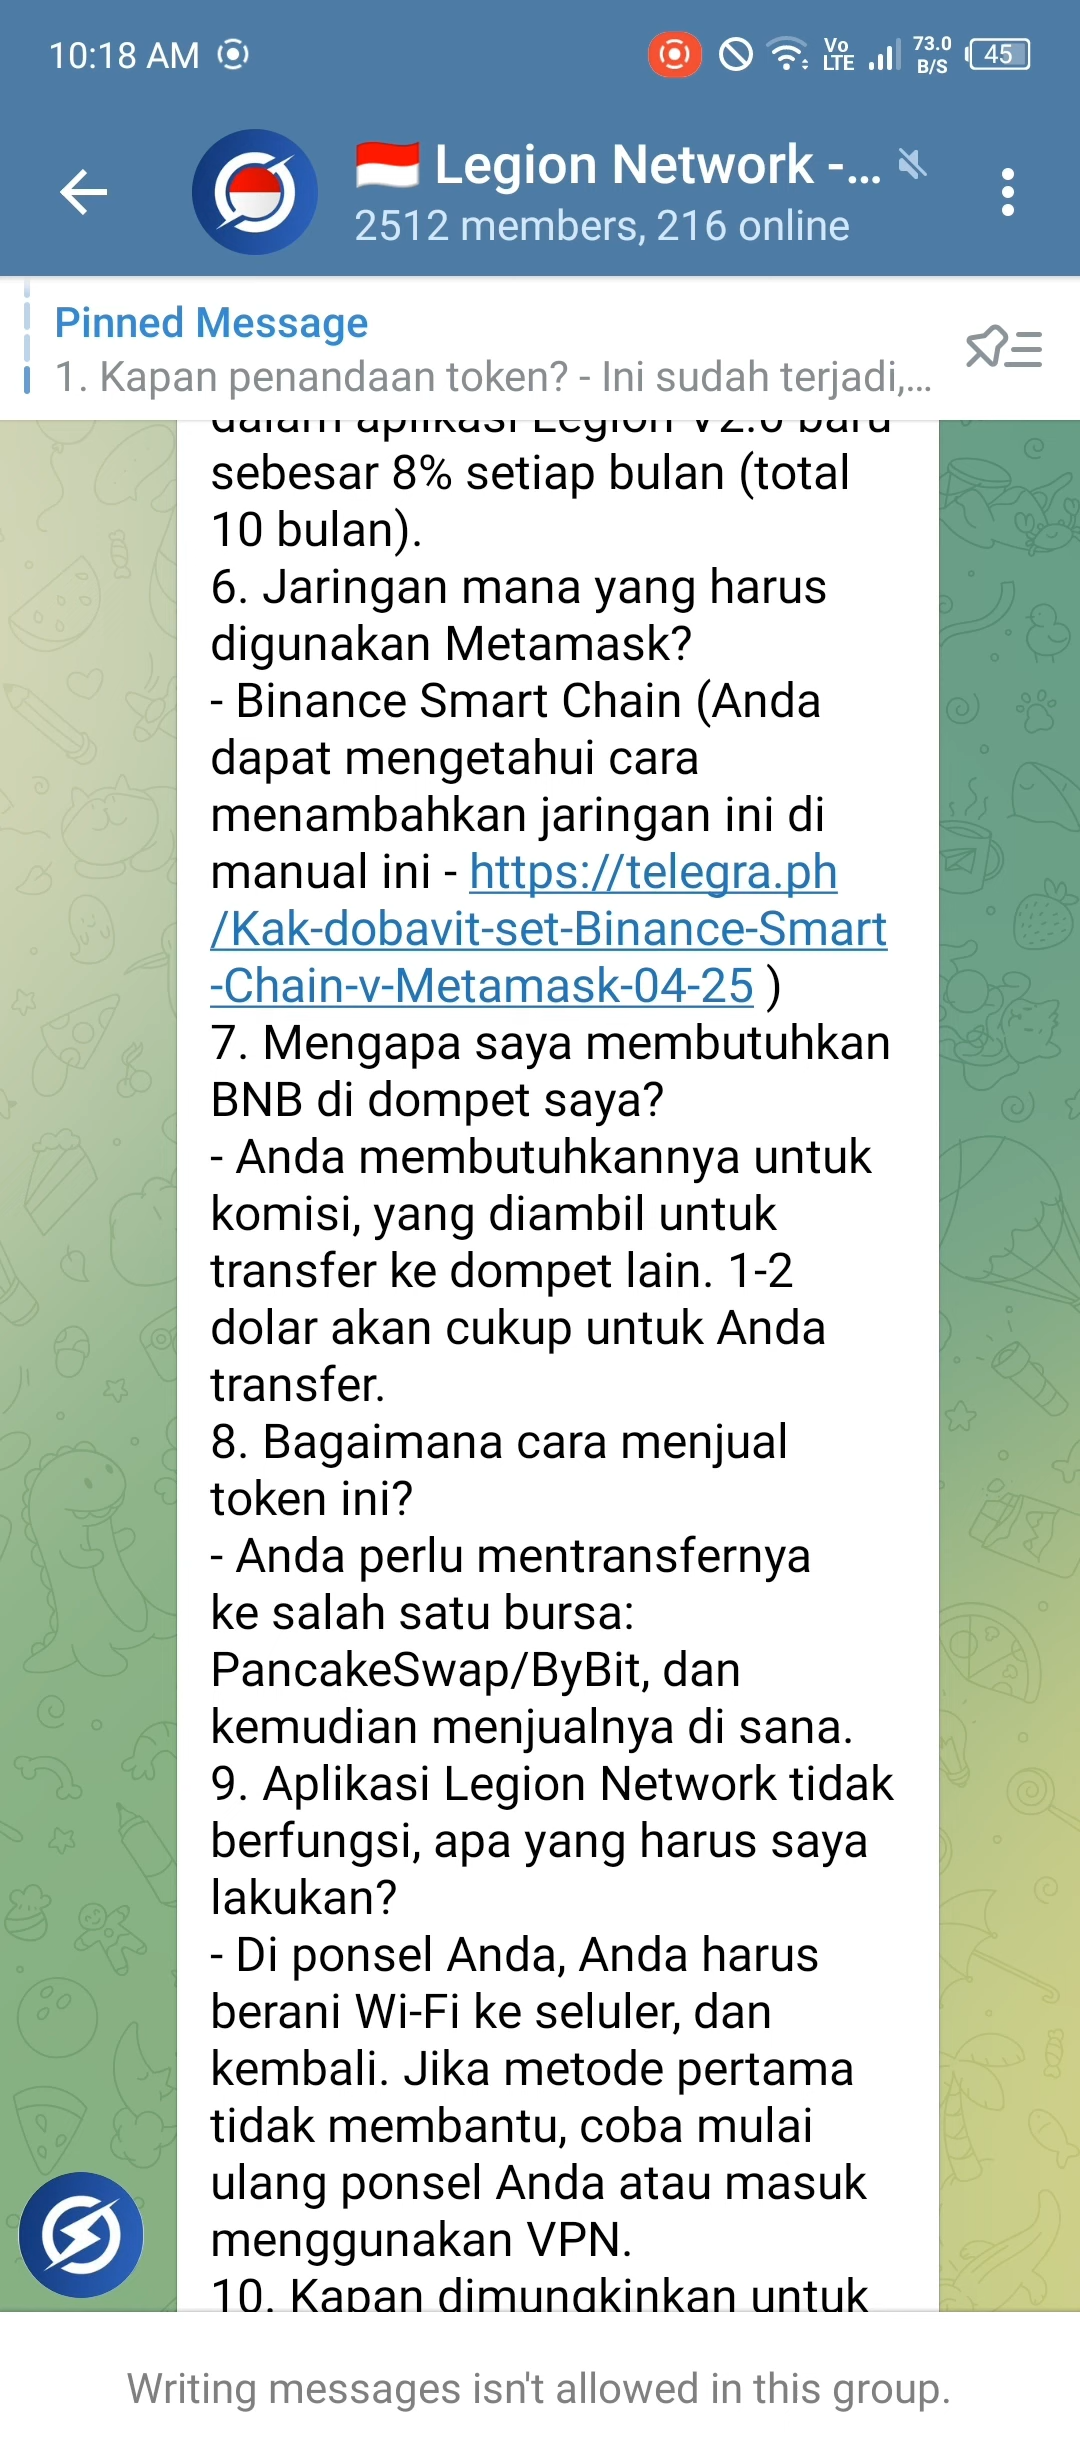 10:18 AM
Vo LTE 73.0 B/S 45
Legion Network -...
2512 members, 216 online
Pinned Message
1. Kapan penandaan token? - Ini sudah terjadi,...
dalam aplikasi Legion V2.0 baru
sebesar 8% setiap bulan (total
10 bulan).
6. Jaringan mana yang harus
digunakan Metamask?
- Binance Smart Chain (Anda
dapat mengetahui cara
menambahkan jaringan ini di
manual ini - https://telegra.ph
/Kak-dobavit-set-Binance-Smart
-Chain-v-Metamask-04-25 )
7. Mengapa saya membutuhkan
BNB di dompet saya?
- Anda membutuhkannya untuk
komisi, yang diambil untuk
transfer ke dompet lain. 1-2
dolar akan cukup untuk Anda
transfer.
8. Bagaimana cara menjual
token ini?
- Anda perlu mentransfernya
ke salah satu bursa:
PancakeSwap/ByBit, dan
kemudian menjualnya di sana.
9. Aplikasi Legion Network tidak
berfungsi, apa yang harus saya
lakukan?
- Di ponsel Anda, Anda harus
berani Wi-Fi ke seluler, dan
kembali. Jika metode pertama
tidak membantu, coba mulai
ulang ponsel Anda atau masuk
menggunakan VPN.
10. Kapan dimungkinkan untuk
Writing messages isn't allowed in this group.